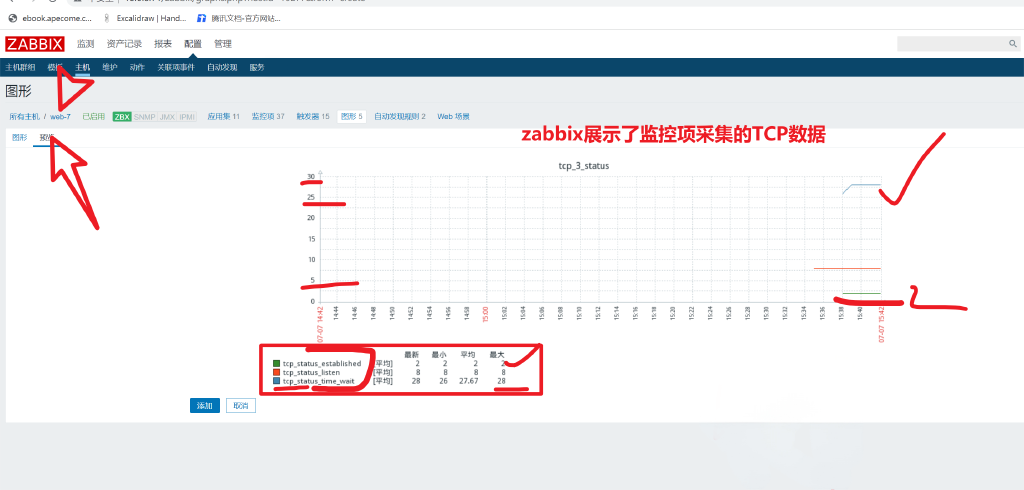 ebook.apecome.c... Excalidraw | Hand... 腾讯文档-官方网站...
ZABBIX 监测 资产记录 报表 配置 管理
主机群组 模板 主机 维护 动作 关联项事件 自动发现 服务
图形
所有主机 / web-7 已启用 ZBX SNMP JMX IPMI 应用集 11 监控项 37 触发器 15 图形 5 自动发现规则 2 Web 场景
图形 预览
zabbix展示了监控项采集的TCP数据
tcp_3_status
30
25
20
15
10
5
0
07-07 14:42 14:44 14:46 14:48 14:50 14:52 14:54 14:56 14:58 15:00 15:02 15:04 15:06 15:08 15:10 15:12 15:14 15:16 15:18 15:20 15:22 15:24 15:26 15:28 15:30 15:32 15:34 15:36 15:38 15:40 07-07 15:42
最新 最小 平均 最大
tcp_status_established [平均] 2 2 2 2
tcp_status_listen [平均] 8 8 8 8
tcp_status_time_wait [平均] 28 26 27.67 28
添加 取消